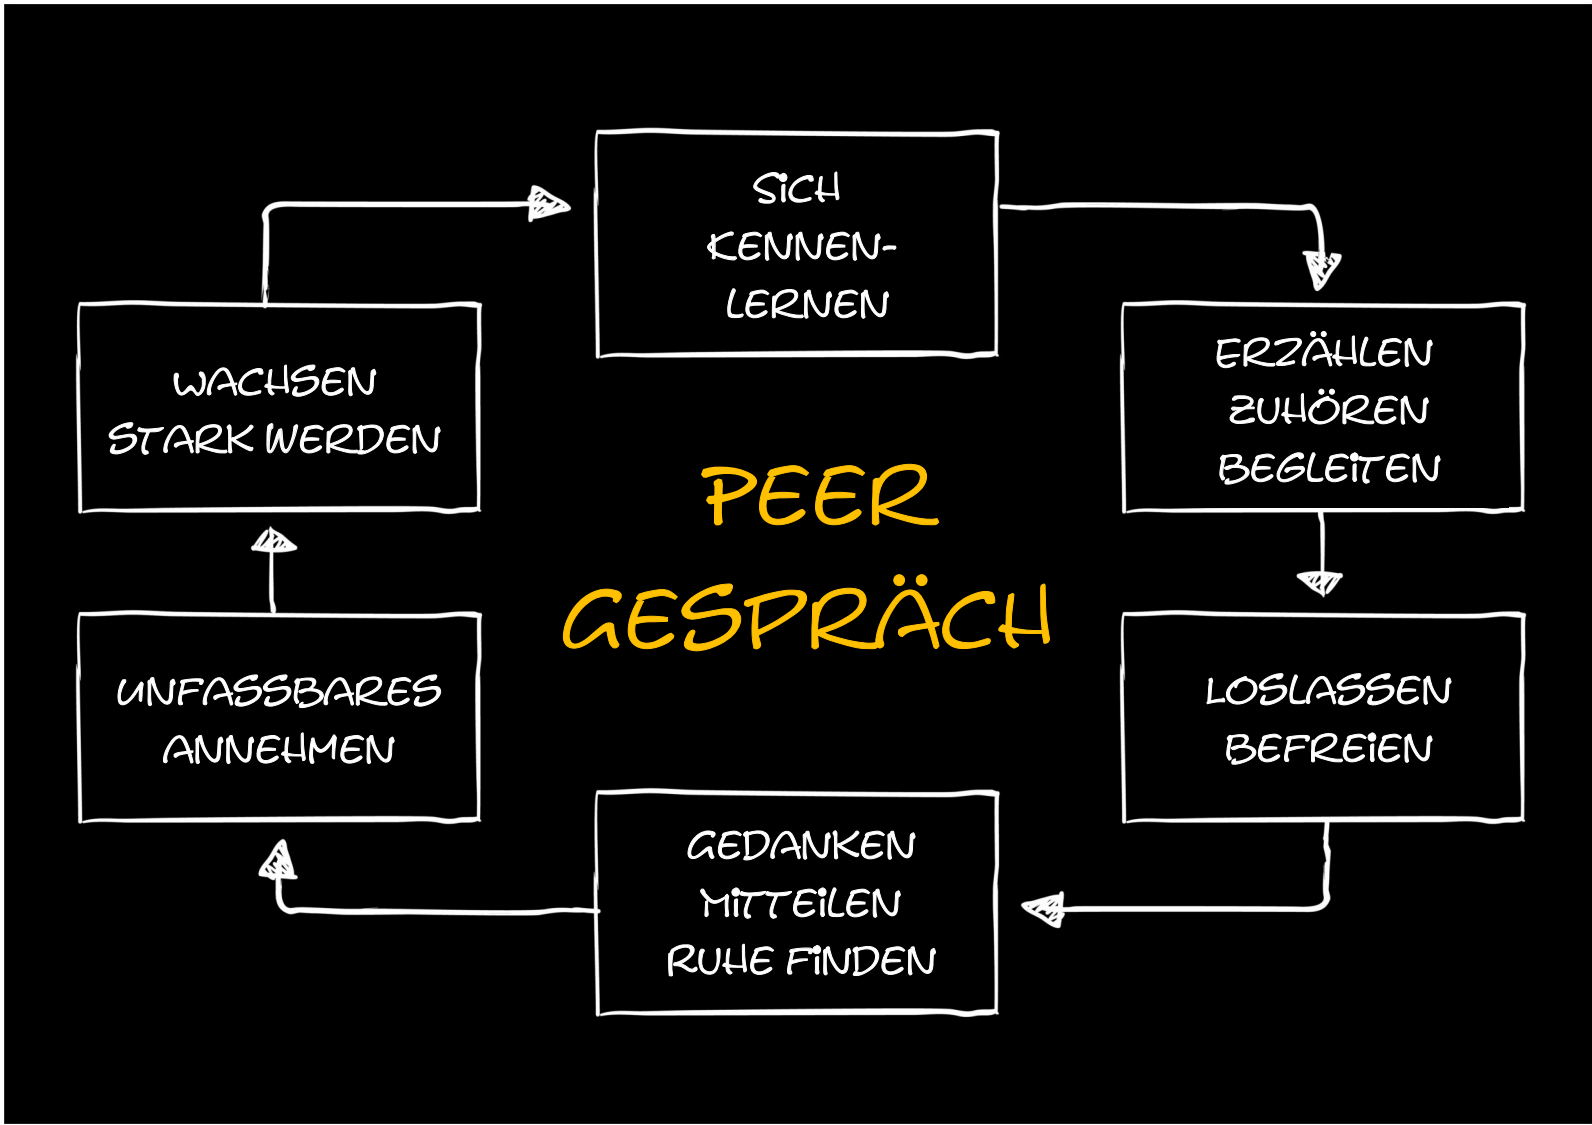 SICH
KENNEN-
LERNEN
ERZÄHLEN
ZUHÖREN
BEGLEITEN
LOSLASSEN
BEFREIEN
GEDANKEN
MITTEILEN
RUHE FINDEN
UNFASSBARES
ANNEHMEN
WACHSEN
STARK WERDEN
PEER
GESPRÄCH